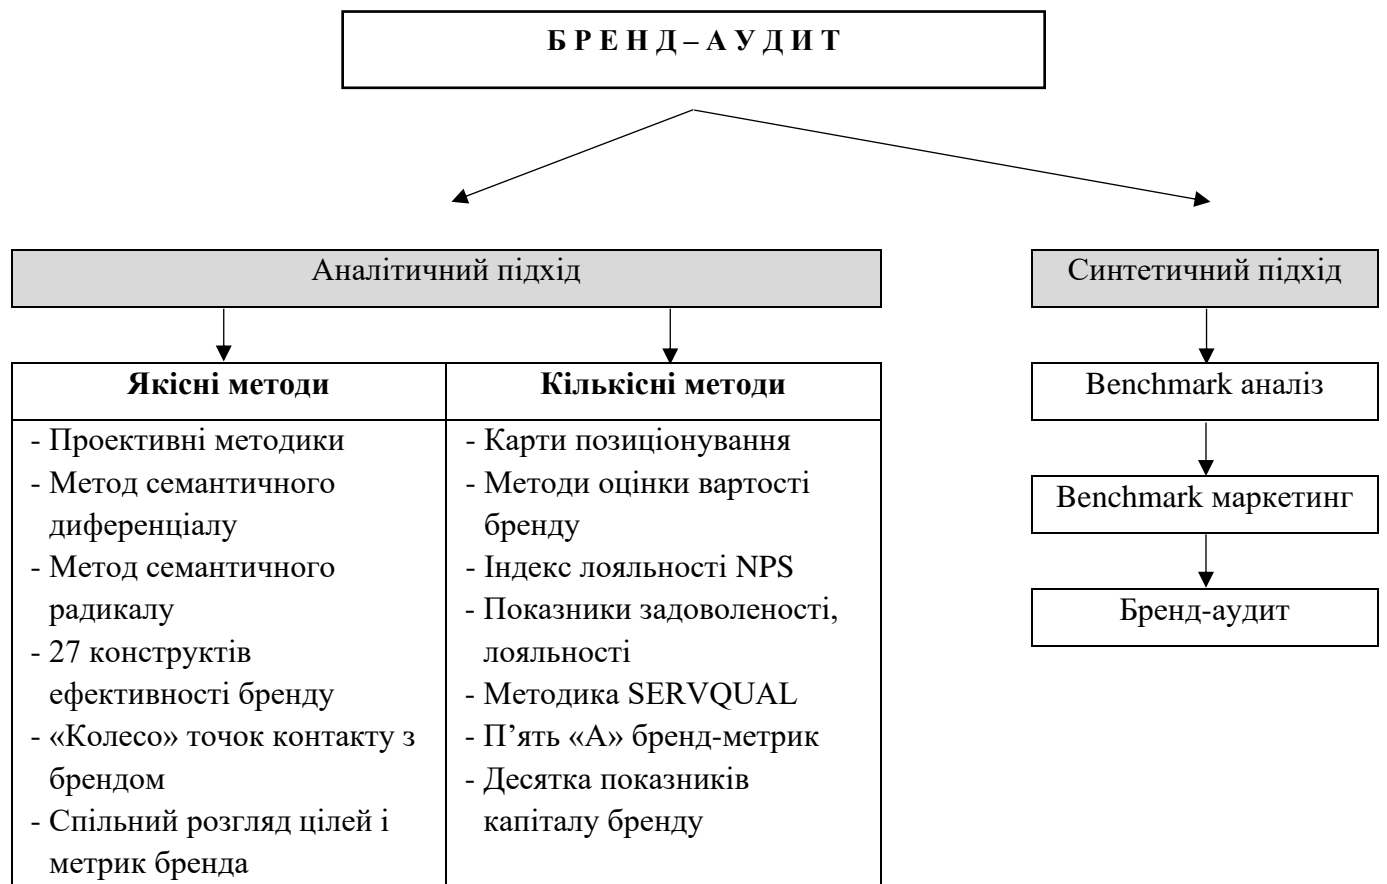 Б Р Е Н Д – А У Д И Т
Аналітичний підхід
Синтетичний підхід
Якісні методи
Кількісні методи
- Проективні методики
- Метод семантичного
диференціалу
- Метод семантичного
радикалу
- 27 конструктів
ефективності бренду
- «Колесо» точок контакту з
брендом
- Спільний розгляд цілей і
метрик бренда
- Карти позиціонування
- Методи оцінки вартості
бренду
- Індекс лояльності NPS
- Показники задоволеності,
лояльності
- Методика SERVQUAL
- П’ять «А» бренд-метрик
- Десятка показників
капіталу бренду
Benchmark аналіз
Benchmark маркетинг
Бренд-аудит